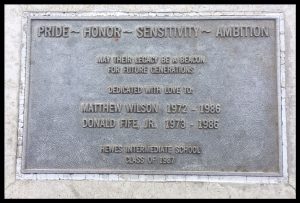 PRIDE ~ HONOR ~ SENSITIVITY ~ AMBITION
MAY THEIR LEGACY BE A BEACON
FOR FUTURE GENERATIONS
DEDICATED WITH LOVE TO:
MATTHEW WILSON, 1972 - 1986
DONALD FIFE, JR. 1973 - 1986
HEWES INTERMEDIATE SCHOOL
CLASS OF 1987